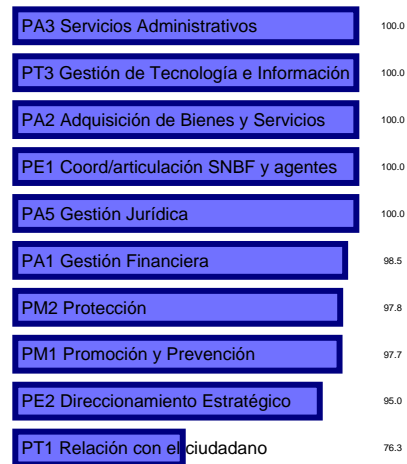 PA3 Servicios Administrativos 100.0
PT3 Gestión de Tecnología e Información 100.0
PA2 Adquisición de Bienes y Servicios 100.0
PE1 Coord/articulación SNBF y agentes 100.0
PA5 Gestión Jurídica 100.0
PA1 Gestión Financiera 98.5
PM2 Protección 97.8
PM1 Promoción y Prevención 97.7
PE2 Direccionamiento Estratégico 95.0
PT1 Relación con el ciudadano 76.3